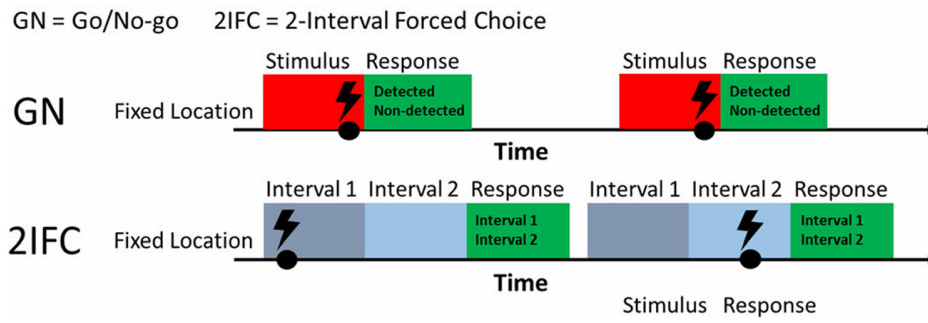 GN = Go/No-go 2IFC = 2-Interval Forced Choice
Stimulus Response Stimulus Response
GN Fixed Location Detected Detected
Non-detected Non-detected
Time
Interval 1 Interval 2 Response Interval 1 Interval 2 Response
2IFC Fixed Location Interval 1 Interval 1
Interval 2 Interval 2
Time
Stimulus Response